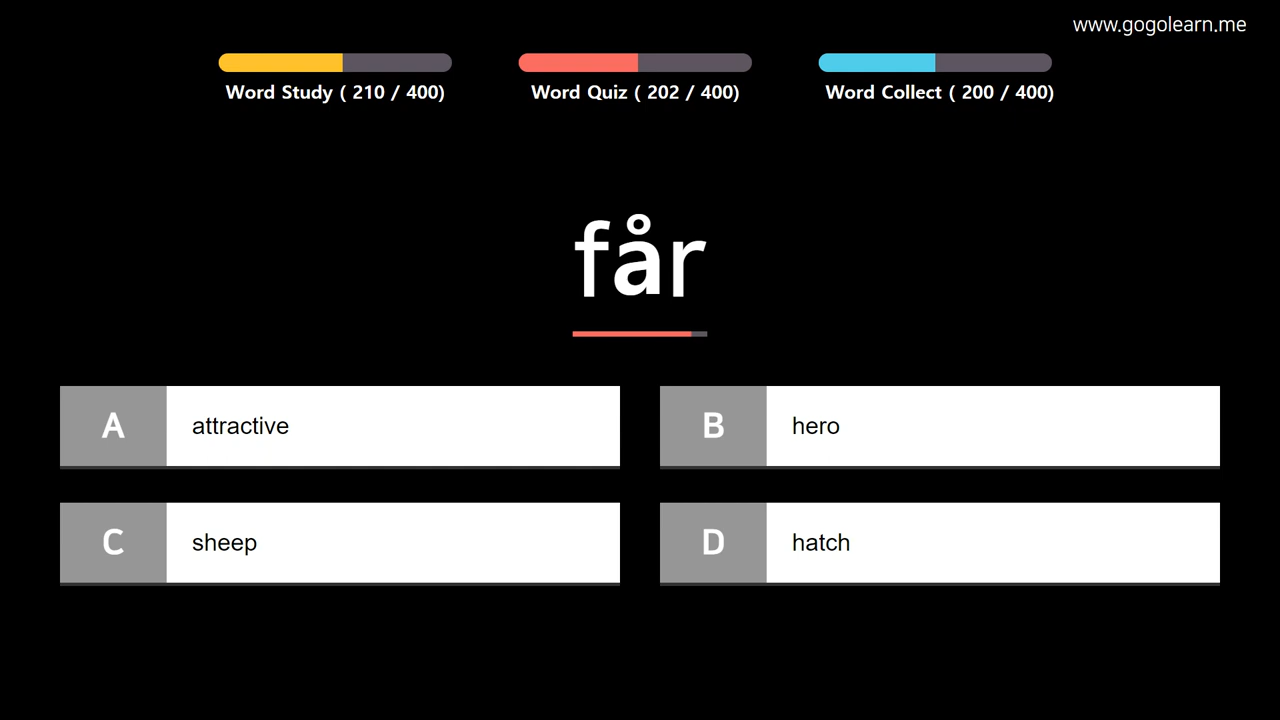 www.gogolearn.me
Word Study ( 210 / 400)
Word Quiz ( 202 / 400)
Word Collect ( 200 / 400)
får
A attractive
B hero
C sheep
D hatch